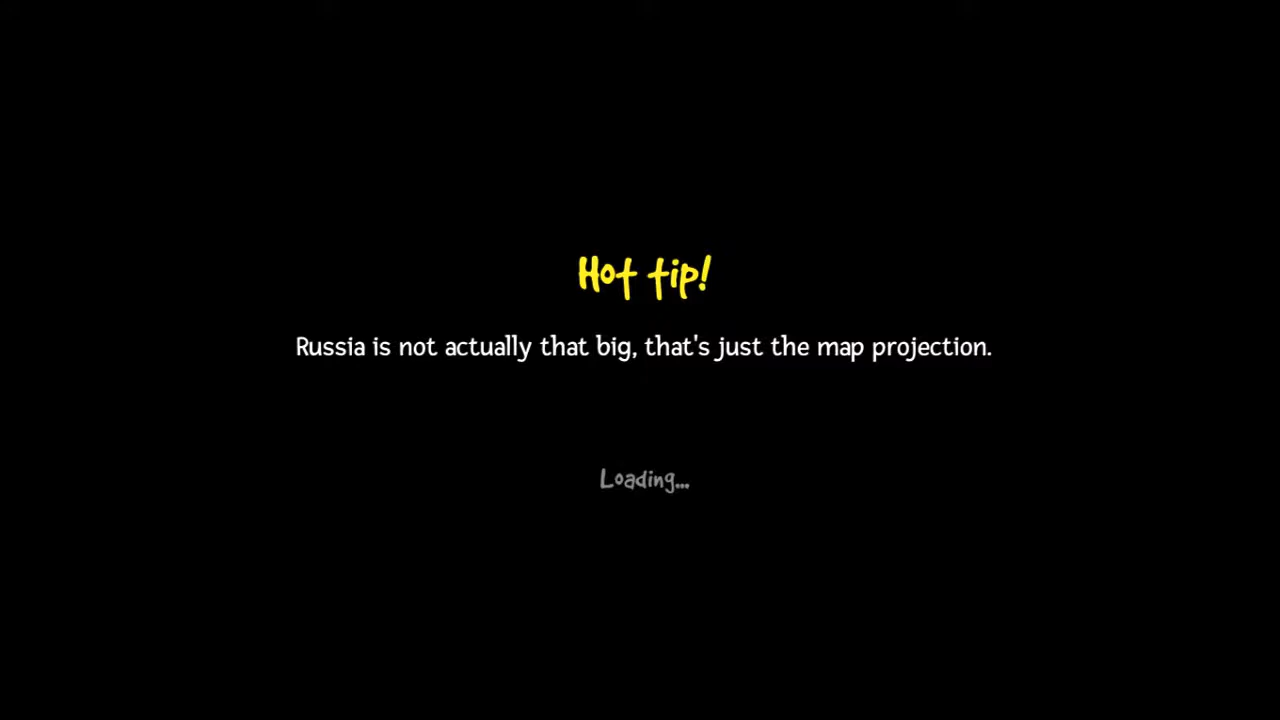 Hot tip!
Russia is not actually that big, that's just the map projection.
Loading...